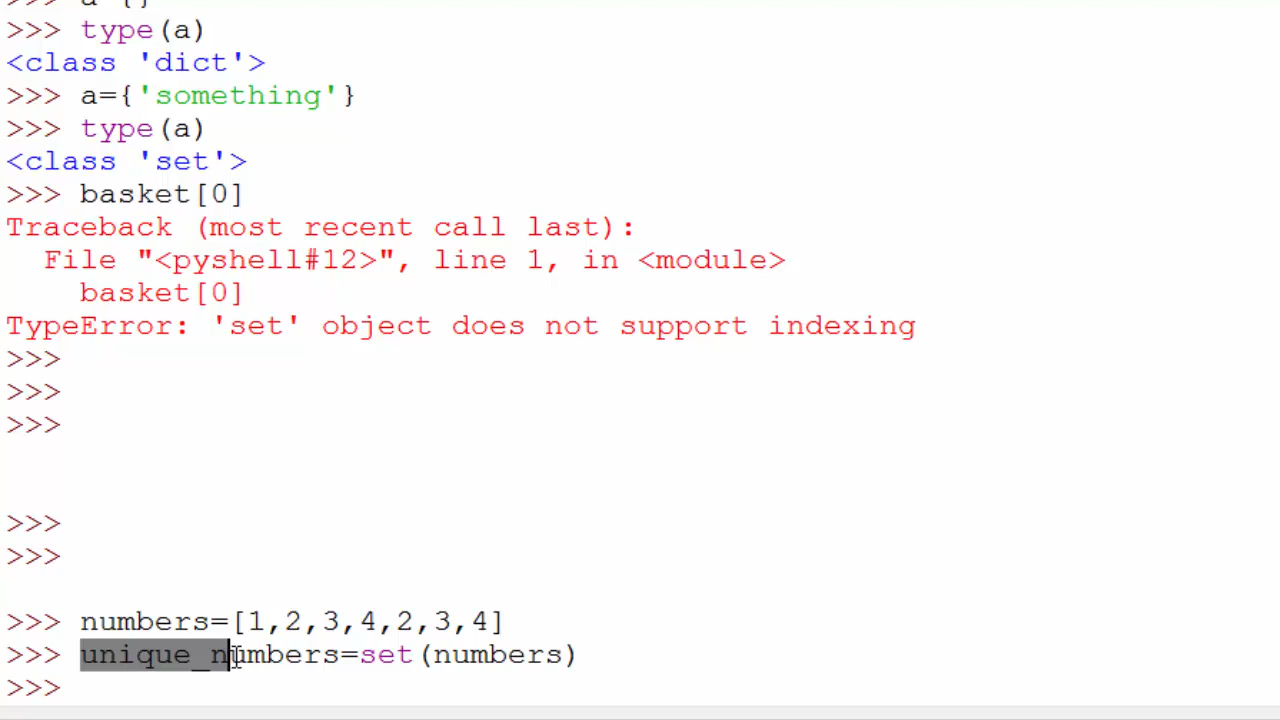 >>> a={}
>>> type(a)
<class 'dict'>
>>> a={'something'}
>>> type(a)
<class 'set'>
>>> basket[0]
Traceback (most recent call last):
  File "<pyshell#12>", line 1, in <module>
    basket[0]
TypeError: 'set' object does not support indexing
>>>
>>>
>>>
>>>
>>>
>>> numbers=[1,2,3,4,2,3,4]
>>> unique_numbers=set(numbers)
>>>